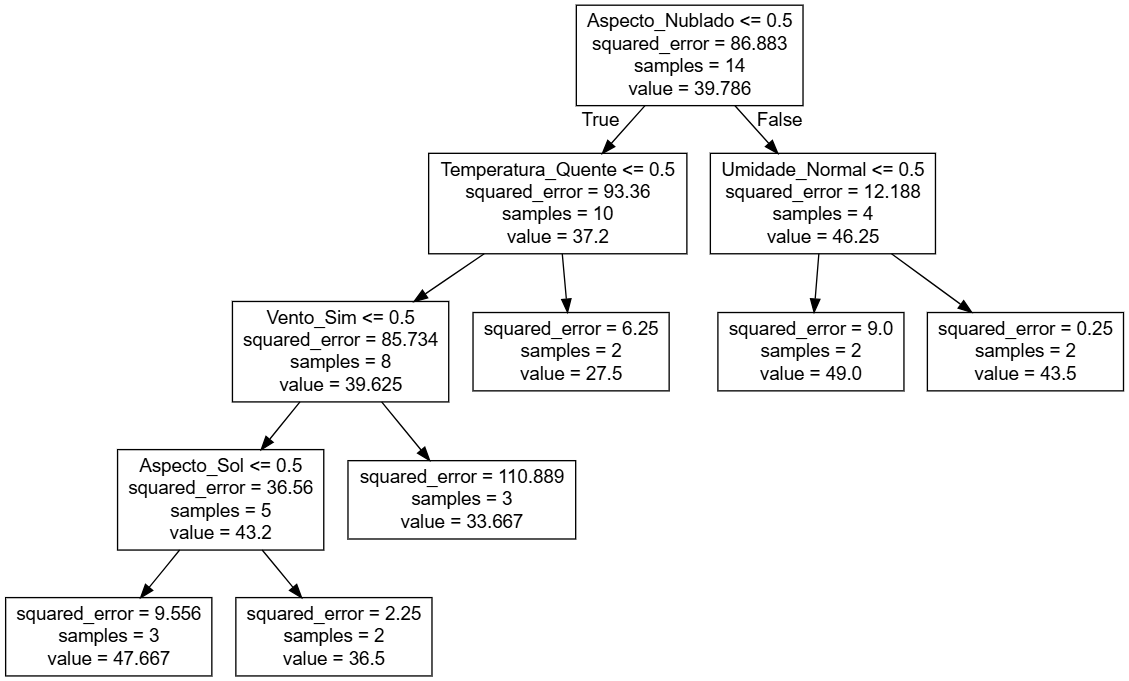 Aspecto_Nublado <= 0.5
squared_error = 86.883
samples = 14
value = 39.786
True
False
Temperatura_Quente <= 0.5
squared_error = 93.36
samples = 10
value = 37.2
Umidade_Normal <= 0.5
squared_error = 12.188
samples = 4
value = 46.25
Vento_Sim <= 0.5
squared_error = 85.734
samples = 8
value = 39.625
squared_error = 6.25
samples = 2
value = 27.5
squared_error = 9.0
samples = 2
value = 49.0
squared_error = 0.25
samples = 2
value = 43.5
Aspecto_Sol <= 0.5
squared_error = 36.56
samples = 5
value = 43.2
squared_error = 110.889
samples = 3
value = 33.667
squared_error = 9.556
samples = 3
value = 47.667
squared_error = 2.25
samples = 2
value = 36.5